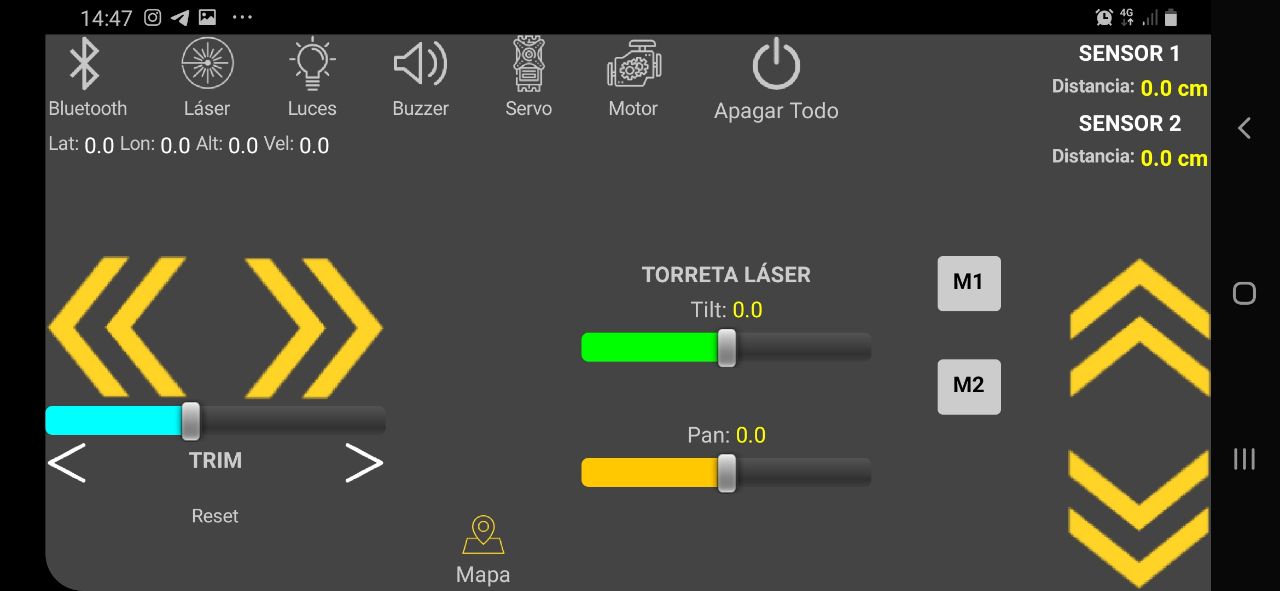 14:47
4G
Bluetooth Láser Luces Buzzer Servo Motor Apagar Todo
SENSOR 1
Distancia: 0.0 cm
SENSOR 2
Distancia: 0.0 cm
Lat: 0.0 Lon: 0.0 Alt: 0.0 Vel: 0.0
TORRETA LÁSER
Tilt: 0.0
M1
M2
Pan: 0.0
TRIM
Reset
Mapa